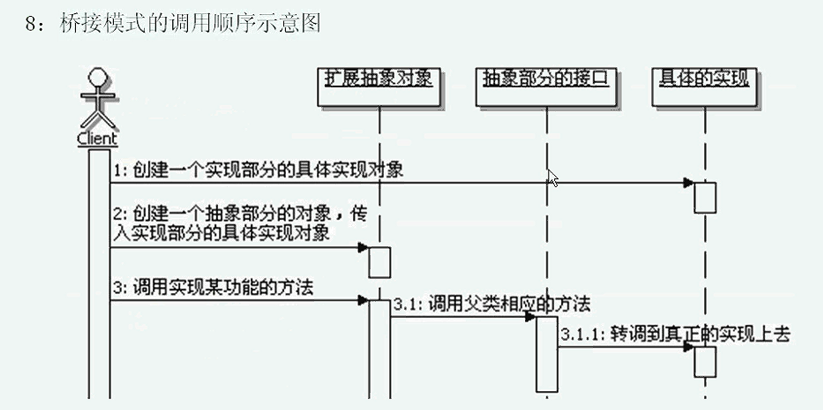 8：桥接模式的调用顺序示意图
扩展抽象对象
抽象部分的接口
具体的实现
Client
1: 创建一个实现部分的具体实现对象
2: 创建一个抽象部分的对象，传
入实现部分的具体实现对象
3: 调用实现某功能的方法
3.1: 调用父类相应的方法
3.1.1: 转调到真正的实现上去